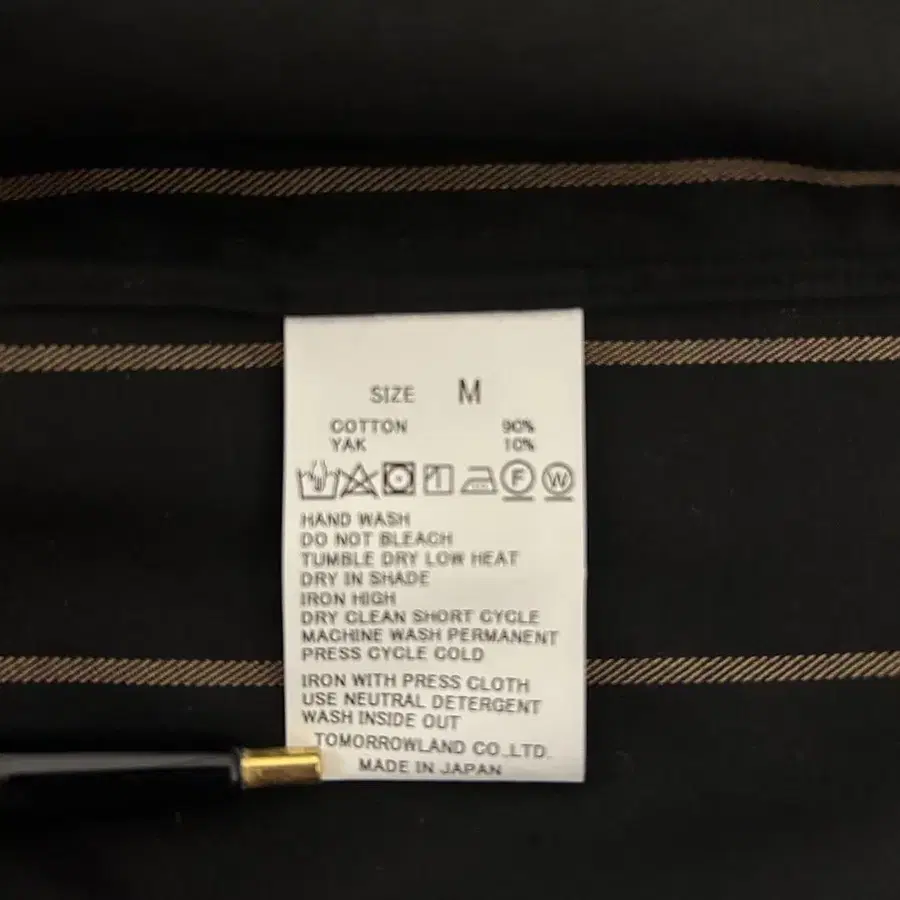 SIZE M
COTTON 90%
YAK 10%
F W
HAND WASH
DO NOT BLEACH
TUMBLE DRY LOW HEAT
DRY IN SHADE
IRON HIGH
DRY CLEAN SHORT CYCLE
MACHINE WASH PERMANENT
PRESS CYCLE COLD
IRON WITH PRESS CLOTH
USE NEUTRAL DETERGENT
WASH INSIDE OUT
TOMORROWLAND CO.,LTD.
MADE IN JAPAN